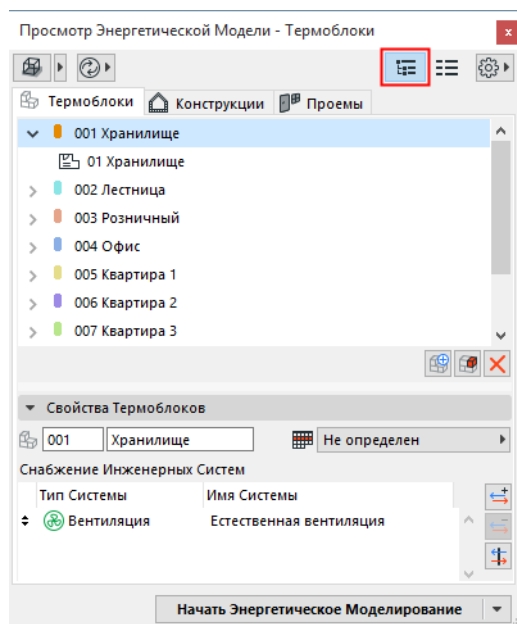 Просмотр Энергетической Модели - Термоблоки
Термоблоки Конструкции Проемы
001 Хранилище
01 Хранилище
002 Лестница
003 Розничный
004 Офис
005 Квартира 1
006 Квартира 2
007 Квартира 3
Свойства Термоблоков
001 Хранилище Не определен
Снабжение Инженерных Систем
Тип Системы Имя Системы
Вентиляция Естественная вентиляция
Начать Энергетическое Моделирование